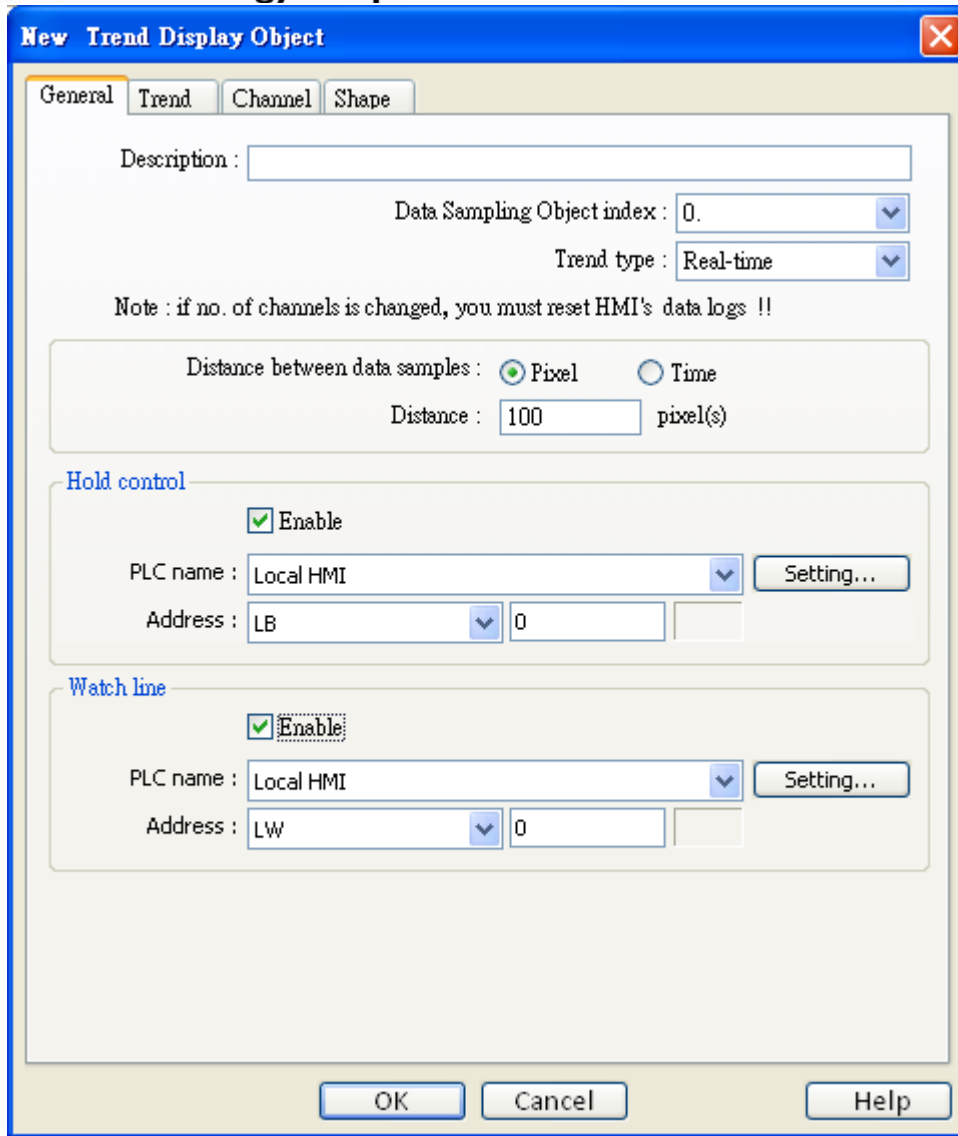 New Trend Display Object
General Trend Channel Shape
Description :
Data Sampling Object index : 0.
Trend type : Real-time
Note : if no. of channels is changed, you must reset HMI's data logs !!
Distance between data samples : Pixel Time
Distance : 100 pixel(s)
Hold control
Enable
PLC name : Local HMI Setting...
Address : LB 0
Watch line
Enable
PLC name : Local HMI Setting...
Address : LW 0
OK Cancel Help